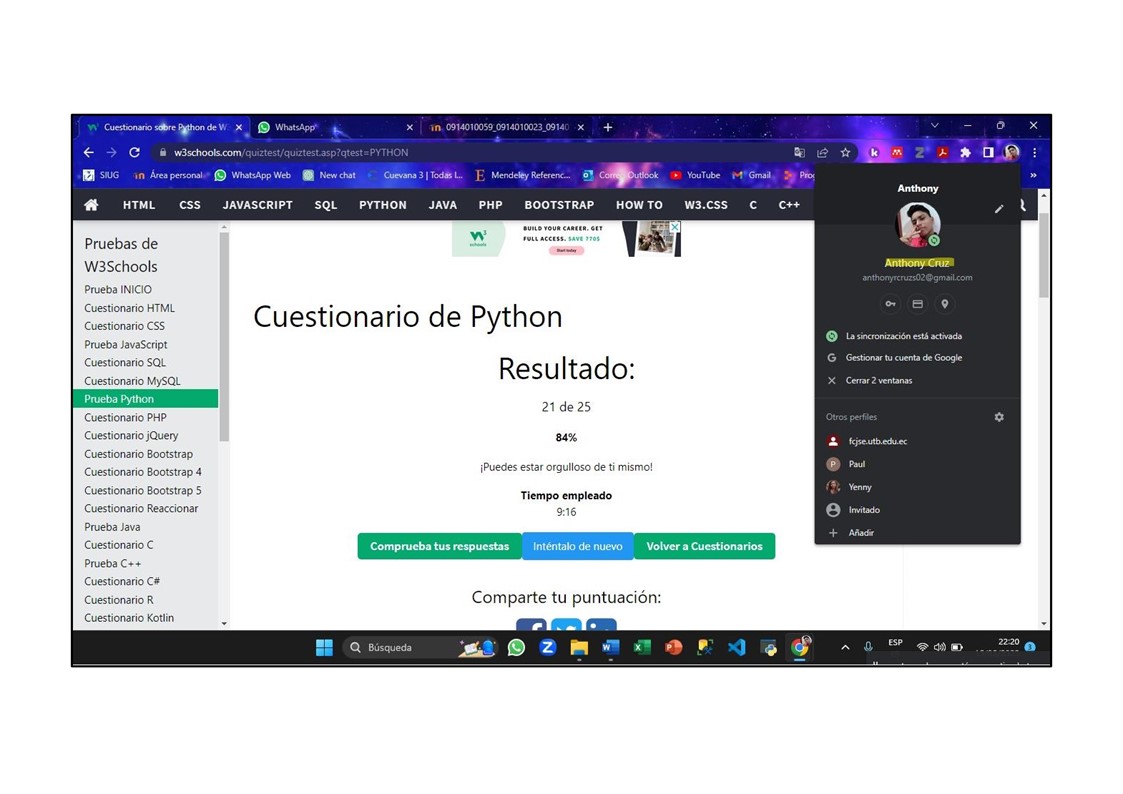 Cuestionario sobre Python de W
WhatsApp
0914010059_0914010023_09140
w3schools.com/quiztest/quiztest.asp?qtest=PYTHON
SIUG
Área personal
WhatsApp Web
New chat
Cuevana 3 | Todas l...
Mendeley Referenc...
Correo Outlook
YouTube
Gmail
HTML
CSS
JAVASCRIPT
SQL
PYTHON
JAVA
PHP
BOOTSTRAP
HOW TO
W3.CSS
C
C++
Pruebas de
W3Schools
Prueba INICIO
Cuestionario HTML
Cuestionario CSS
Prueba JavaScript
Cuestionario SQL
Cuestionario MySQL
Prueba Python
Cuestionario PHP
Cuestionario jQuery
Cuestionario Bootstrap
Cuestionario Bootstrap 4
Cuestionario Bootstrap 5
Cuestionario Reaccionar
Prueba Java
Cuestionario C
Prueba C++
Cuestionario C#
Cuestionario R
Cuestionario Kotlin
schools
BUILD YOUR CAREER. GET
FULL ACCESS. SAVE 770$
Start today
Cuestionario de Python
Resultado:
21 de 25
84%
¡Puedes estar orgulloso de ti mismo!
Tiempo empleado
9:16
Comprueba tus respuestas
Inténtalo de nuevo
Volver a Cuestionarios
Comparte tu puntuación:
Anthony
Anthony Cruz
anthonyrcruzs02@gmail.com
La sincronización está activada
Gestionar tu cuenta de Google
Cerrar 2 ventanas
Otros perfiles
fcjse.utb.edu.ec
P Paul
Yenny
Invitado
Añadir
Búsqueda
ESP
22:20